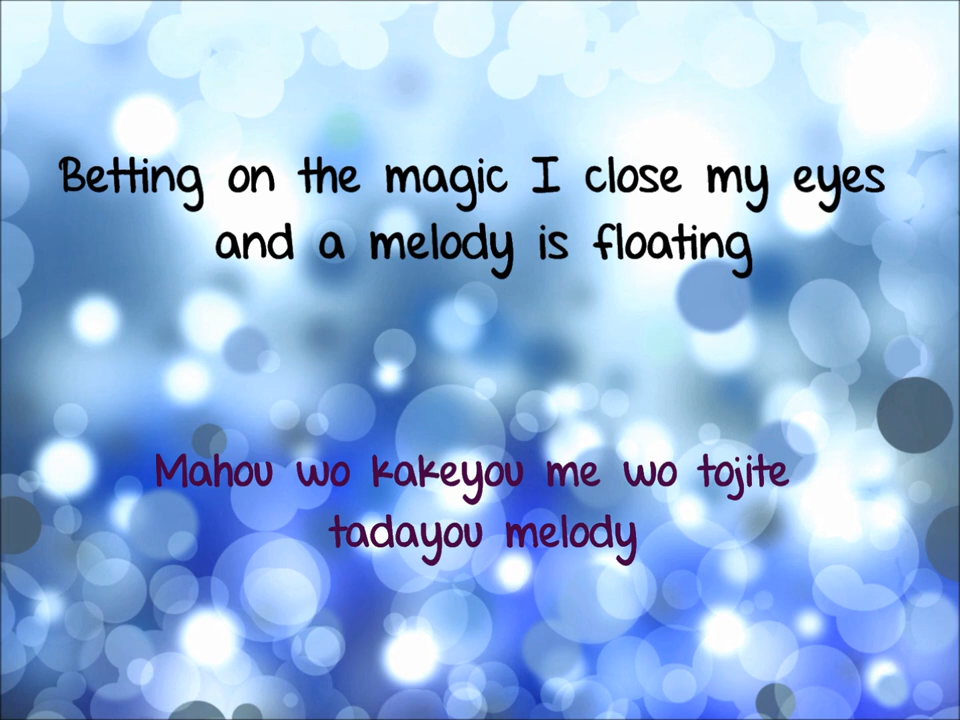 Betting on the magic I close my eyes
and a melody is floating
Mahou wo kakeyou me wo tojite
tadayou melody